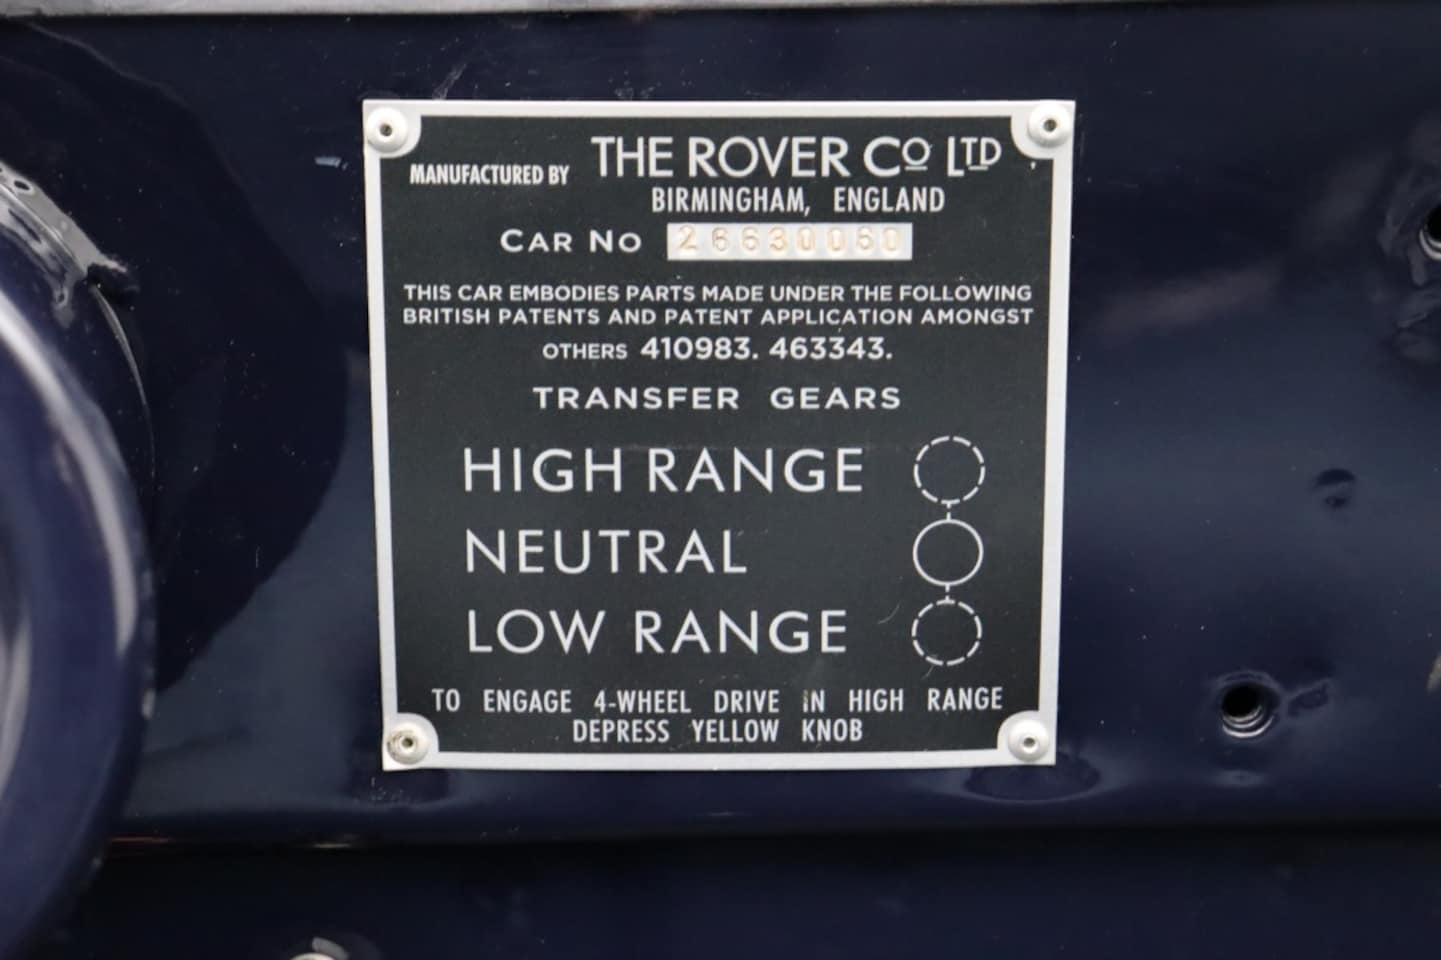 MANUFACTURED BY THE ROVER CO LTD
BIRMINGHAM, ENGLAND
CAR NO 26630060
THIS CAR EMBODIES PARTS MADE UNDER THE FOLLOWING
BRITISH PATENTS AND PATENT APPLICATION AMONGST
OTHERS 410983. 463343.
TRANSFER GEARS
HIGH RANGE
NEUTRAL
LOW RANGE
TO ENGAGE 4-WHEEL DRIVE IN HIGH RANGE
DEPRESS YELLOW KNOB